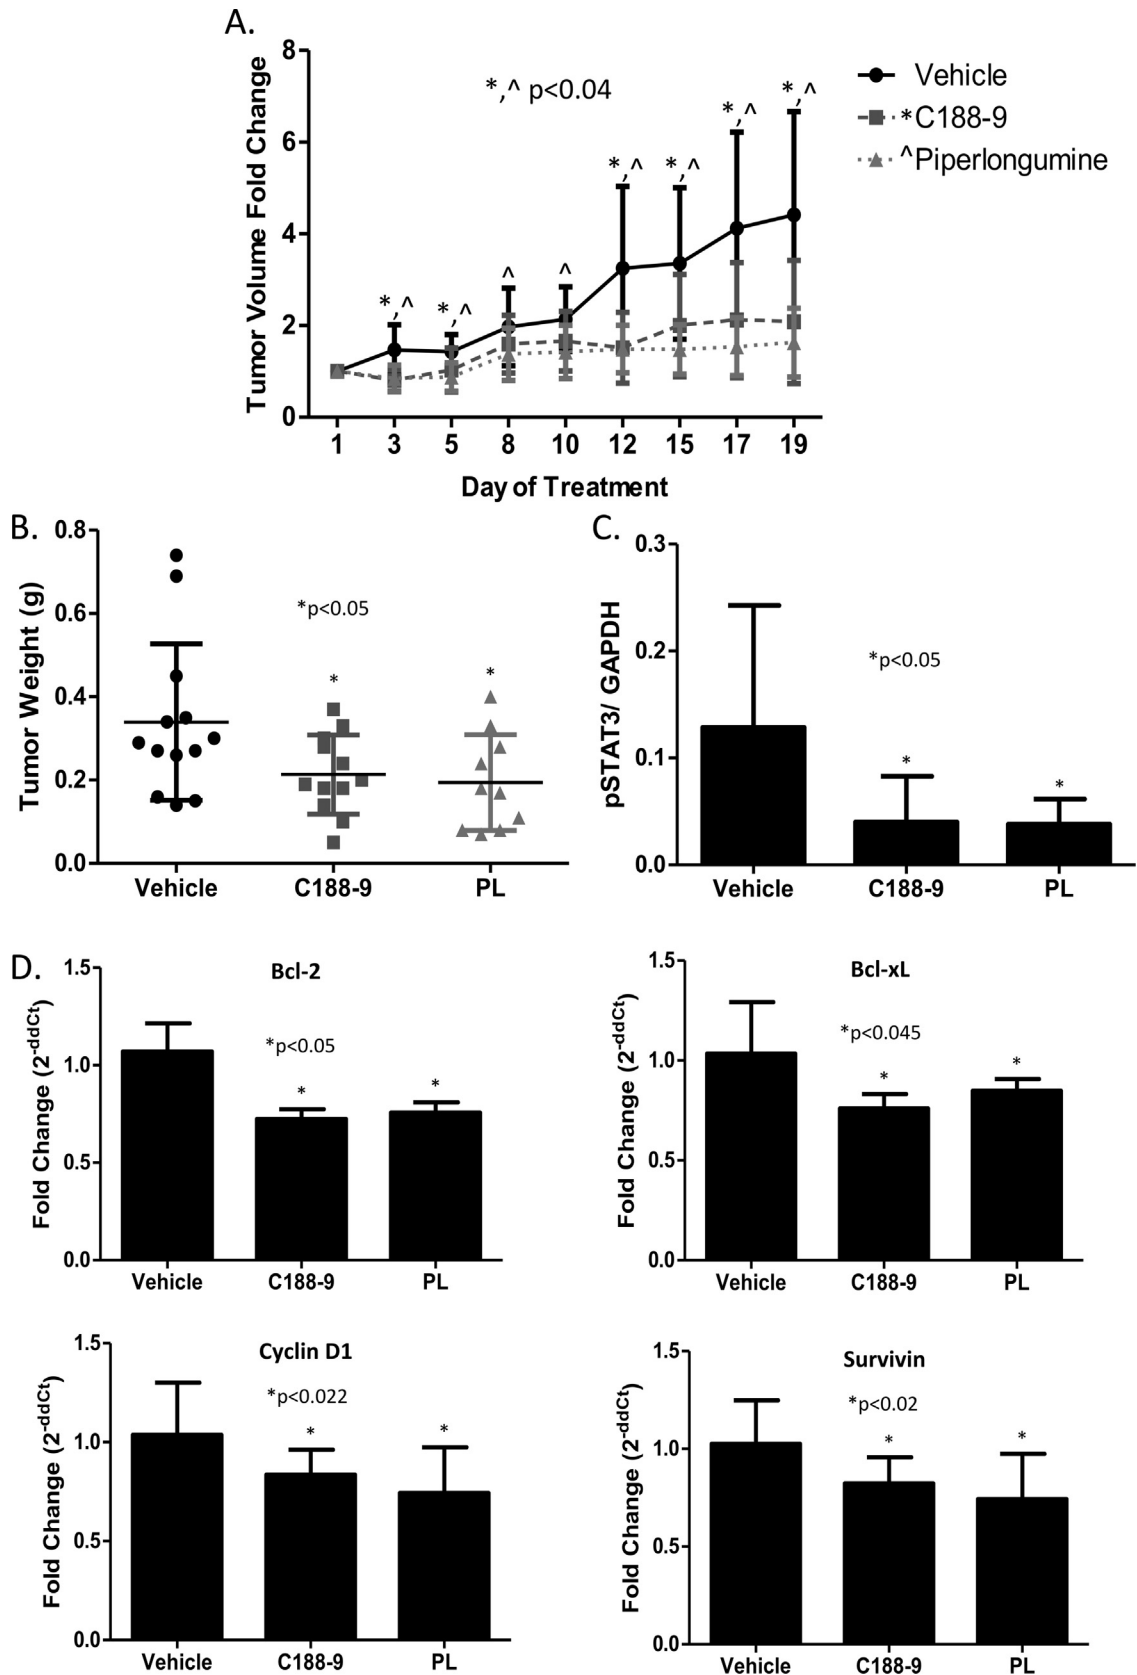 A.
Tumor Volume Fold Change
8
6
4
2
0
*,^ p<0.04
*,^
*,^
^
^
*,^
*,^
*,^
*,^
Vehicle
*C188-9
^Piperlongumine
1 3 5 8 10 12 15 17 19
Day of Treatment
B.
Tumor Weight (g)
0.8
0.6
0.4
0.2
0.0
*p<0.05
*
*
Vehicle C188-9 PL
C.
pSTAT3/ GAPDH
0.3
0.2
0.1
0.0
*p<0.05
*
*
Vehicle C188-9 PL
D.
Bcl-2
Fold Change (2-ddCt)
1.5
1.0
0.5
0.0
*p<0.05
*
*
Vehicle C188-9 PL
Bcl-xL
Fold Change (2-ddCt)
1.5
1.0
0.5
0.0
*p<0.045
*
*
Vehicle C188-9 PL
Cyclin D1
Fold Change (2-ddCt)
1.5
1.0
0.5
0.0
*p<0.022
*
*
Vehicle C188-9 PL
Survivin
Fold Change (2-ddCt)
1.5
1.0
0.5
0.0
*p<0.02
*
*
Vehicle C188-9 PL